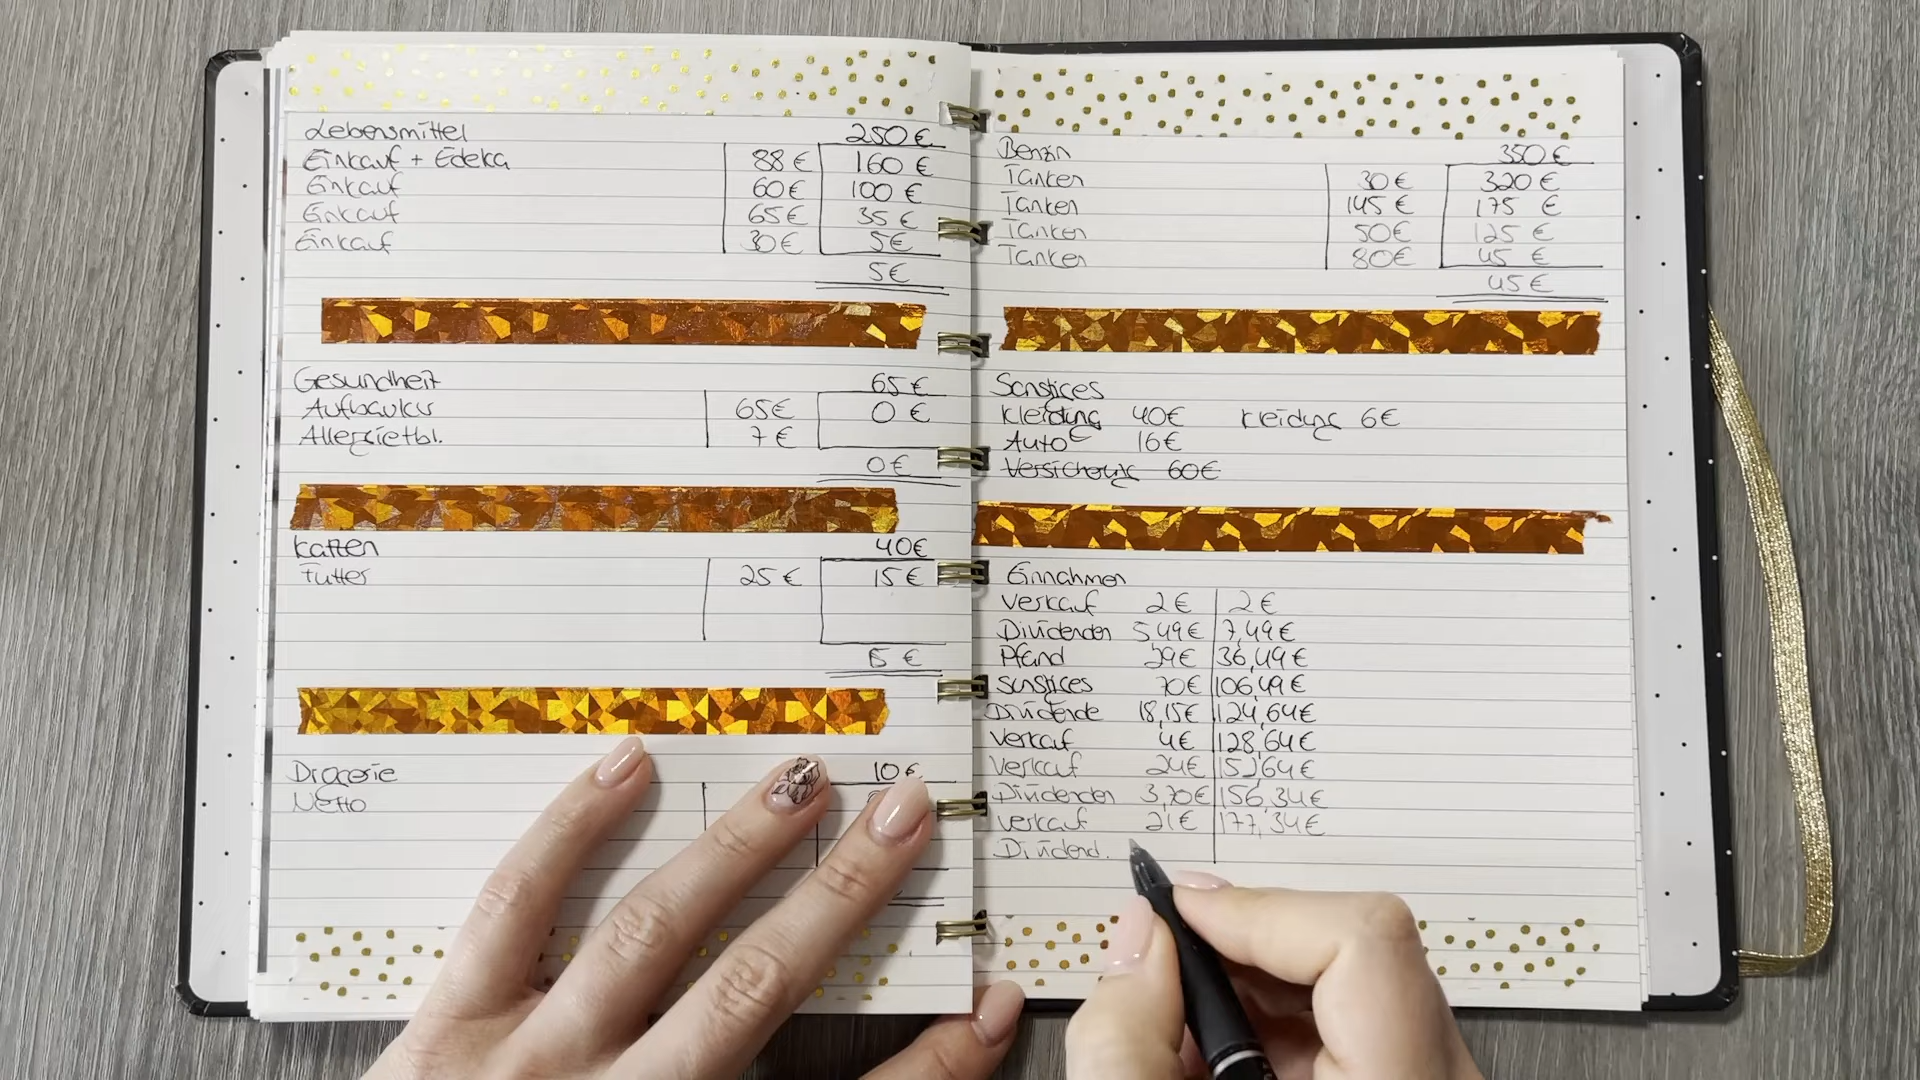 Lebensmittel 250€
Einkauf + Edeka 88€ 160€
Einkauf 60€ 100€
Einkauf 65€ 35€
Einkauf 30€ 5€
5€
Gesundheit 65€
Aufbaukur 65€ 0€
Allergietbl. 7€
0€
Katzen 40€
Futter 25€ 15€
€
Drogerie 10€
Netto
Benzin 350€
Tanken 30€ 320€
Tanken 145€ 175€
Tanken 50€ 125€
Tanken 80€ 45€
45€
Sonstiges
Kleidung 40€ Kleidung 6€
Auto 16€
Versicherung 60€
Einnahmen
Verkauf 2€ 2€
Dividenden 5,49€ 7,49€
Pfand 29€ 36,49€
Sonstiges 70€ 106,49€
Dividende 18,15€ 124,64€
Verkauf 4€ 128,64€
Verkauf 24€ 152,64€
Dividenden 3,70€ 156,34€
Verkauf 21€ 177,34€
Dividend.